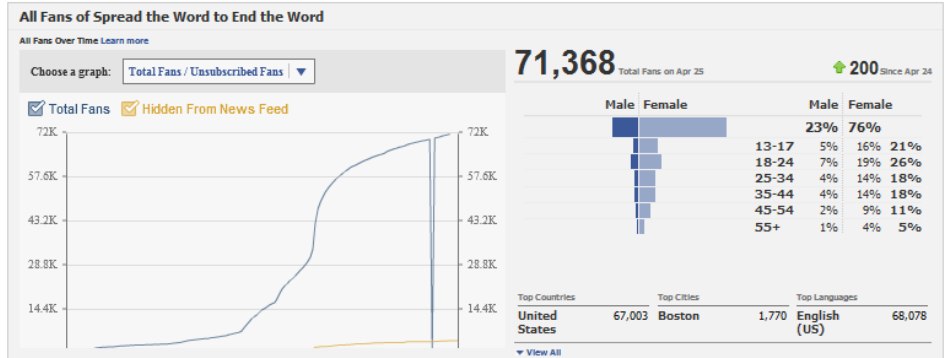 All Fans of Spread the Word to End the Word
All Fans Over Time Learn more
Choose a graph: Total Fans / Unsubscribed Fans
Total Fans Hidden From News Feed
72K 72K
57.6K 57.6K
43.2K 43.2K
28.8K 28.8K
14.4K 14.4K
71,368 Total Fans on Apr 25 200 Since Apr 24
Male Female Male Female
23% 76%
13-17 5% 16% 21%
18-24 7% 19% 26%
25-34 4% 14% 18%
35-44 4% 14% 18%
45-54 2% 9% 11%
55+ 1% 4% 5%
Top Countries Top Cities Top Languages
United States 67,003 Boston 1,770 English (US) 68,078
View All